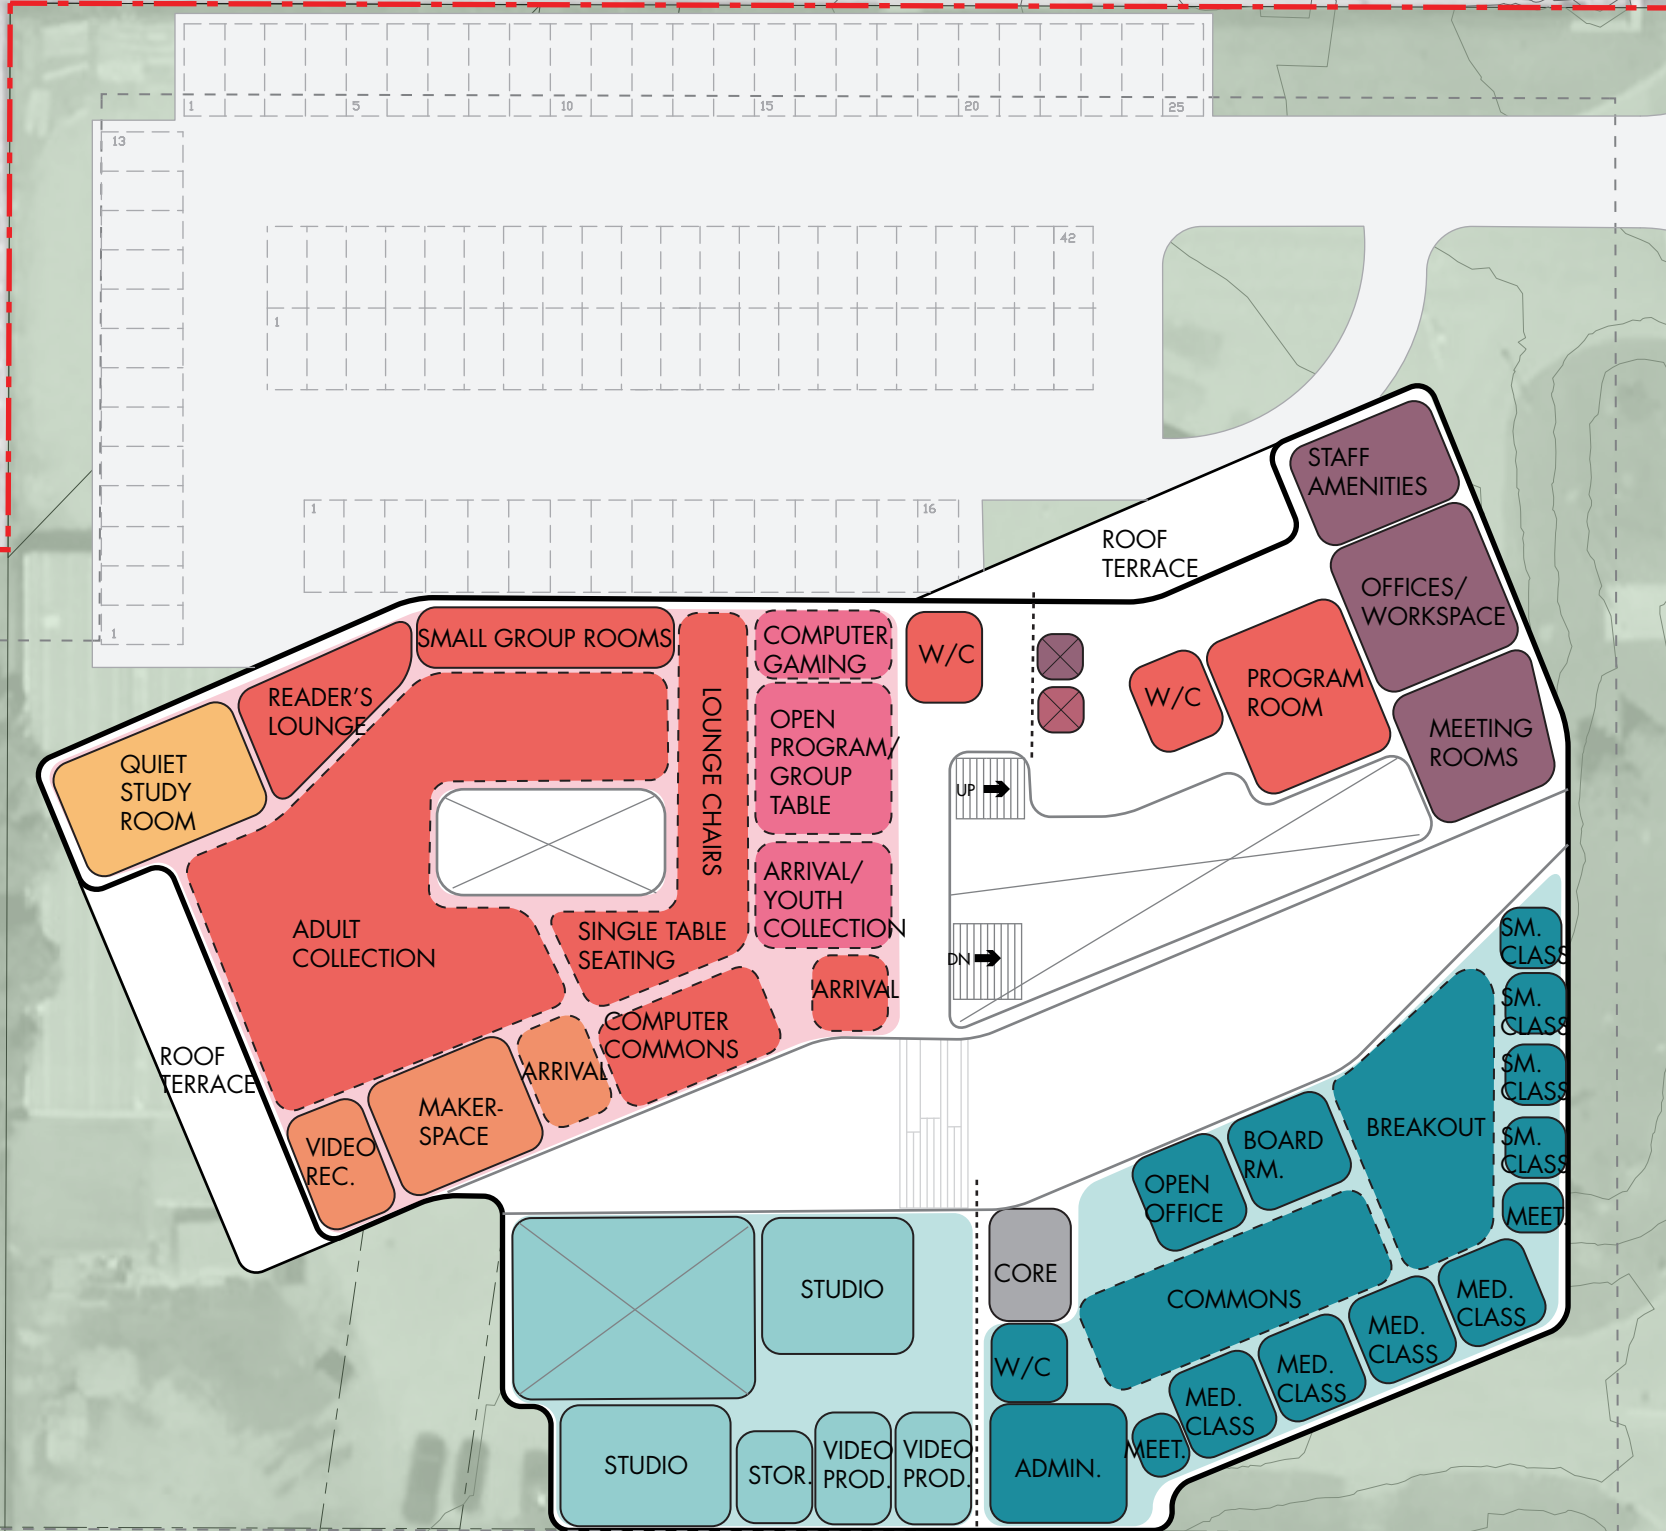 1
5
10
15
20
25
13
42
1
1
16
1
STAFF
AMENITIES
ROOF
TERRACE
OFFICES/
WORKSPACE
SMALL GROUP ROOMS
COMPUTER
GAMING
W/C
READER'S
LOUNGE
LOUNGE CHAIRS
W/C
PROGRAM
ROOM
OPEN
PROGRAM/
GROUP
TABLE
MEETING
ROOMS
QUIET
STUDY
ROOM
UP
ARRIVAL/
YOUTH
COLLECTION
ADULT
COLLECTION
SINGLE TABLE
SEATING
DN
SM.
CLASS
ARRIVAL
SM.
CLASS
COMPUTER
COMMONS
ROOF
TERRACE
ARRIVAL
SM.
CLASS
MAKER-
SPACE
VIDEO
REC.
BREAKOUT
SM.
CLASS
BOARD
RM.
OPEN
OFFICE
MEET.
CORE
STUDIO
COMMONS
MED.
CLASS
MED.
CLASS
W/C
MED.
CLASS
MED.
CLASS
MEET.
STUDIO
STOR.
VIDEO
PROD.
VIDEO
PROD.
ADMIN.